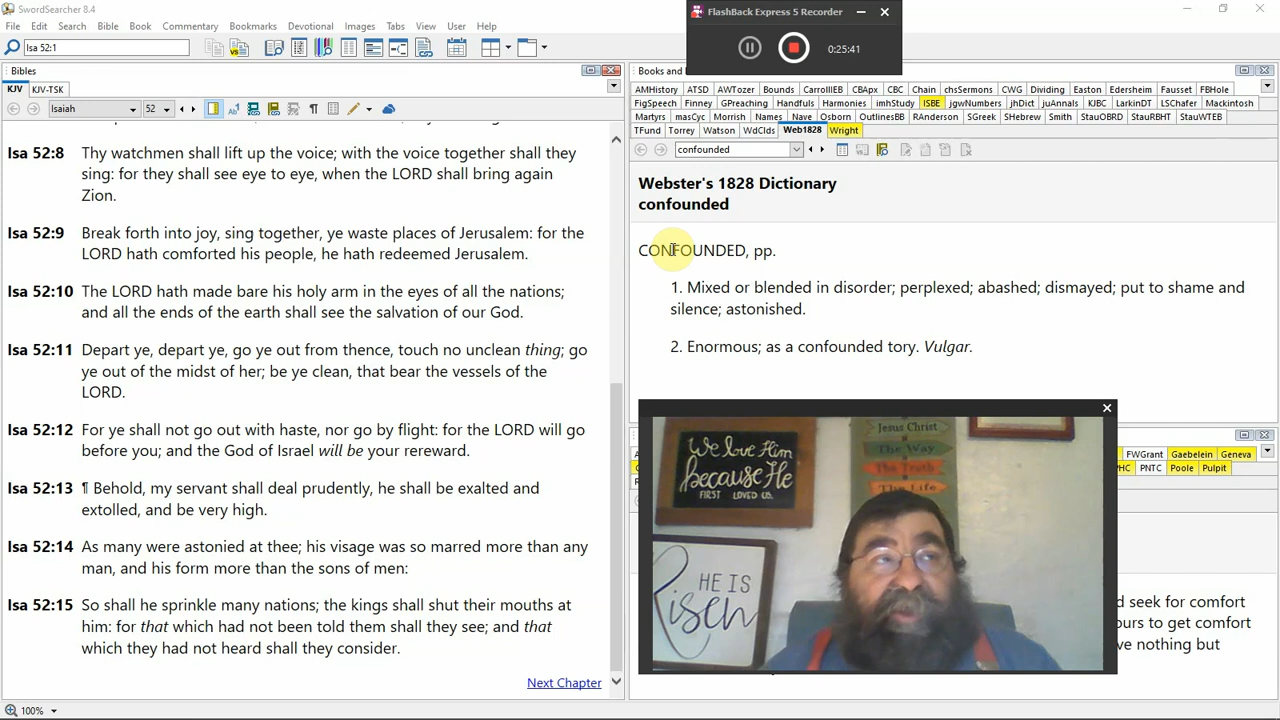 SwordSearcher 8.4
File Edit Search Bible Book Commentary Bookmarks Devotional Images Tabs View User Help
Isa 52:1
FlashBack Express 5 Recorder
0:25:41
Bibles
KJV KJV-TSK
Isaiah 52
Isa 52:8 Thy watchmen shall lift up the voice; with the voice together shall they
sing: for they shall see eye to eye, when the LORD shall bring again
Zion.
Isa 52:9 Break forth into joy, sing together, ye waste places of Jerusalem: for the
LORD hath comforted his people, he hath redeemed Jerusalem.
Isa 52:10 The LORD hath made bare his holy arm in the eyes of all the nations;
and all the ends of the earth shall see the salvation of our God.
Isa 52:11 Depart ye, depart ye, go ye out from thence, touch no unclean thing; go
ye out of the midst of her; be ye clean, that bear the vessels of the
LORD.
Isa 52:12 For ye shall not go out with haste, nor go by flight: for the LORD will go
before you; and the God of Israel will be your rereward.
Isa 52:13 ¶ Behold, my servant shall deal prudently, he shall be exalted and
extolled, and be very high.
Isa 52:14 As many were astonied at thee; his visage was so marred more than any
man, and his form more than the sons of men:
Isa 52:15 So shall he sprinkle many nations; the kings shall shut their mouths at
him: for that which had not been told them shall they see; and that
which they had not heard shall they consider.
Next Chapter
100%
Books and
AMHistory ATSD AWTozer Bounds CarrollEIB CBApx CBC Chain chsSermons CWG Dividing Easton Edersheim Fausset FBHole
FigSpeech Finney GPreaching Handfuls Harmonies imhStudy ISBE jgwNumbers jhDict juAnnals KJBC LarkinDT LSChafer Mackintosh
Martyrs masCyc Morrish Names Nave Osborn OutlinesBB RAnderson SGreek SHebrew Smith StauOBRD StauRBHT StauWTEB
TFund Torrey Watson WdClds Web1828 Wright
confounded
Webster's 1828 Dictionary
confounded
CONFOUNDED, pp.
1. Mixed or blended in disorder; perplexed; abashed; dismayed; put to shame and
silence; astonished.
2. Enormous; as a confounded tory. Vulgar.
FWGrant Gaebelein Geneva
PNTC Poole Pulpit
We love Him
because He
FIRST LOVED US.
Jesus Christ
The Way
The Truth
The Life
HE IS
Risen
seek for comfort
ours to get comfort
nothing but